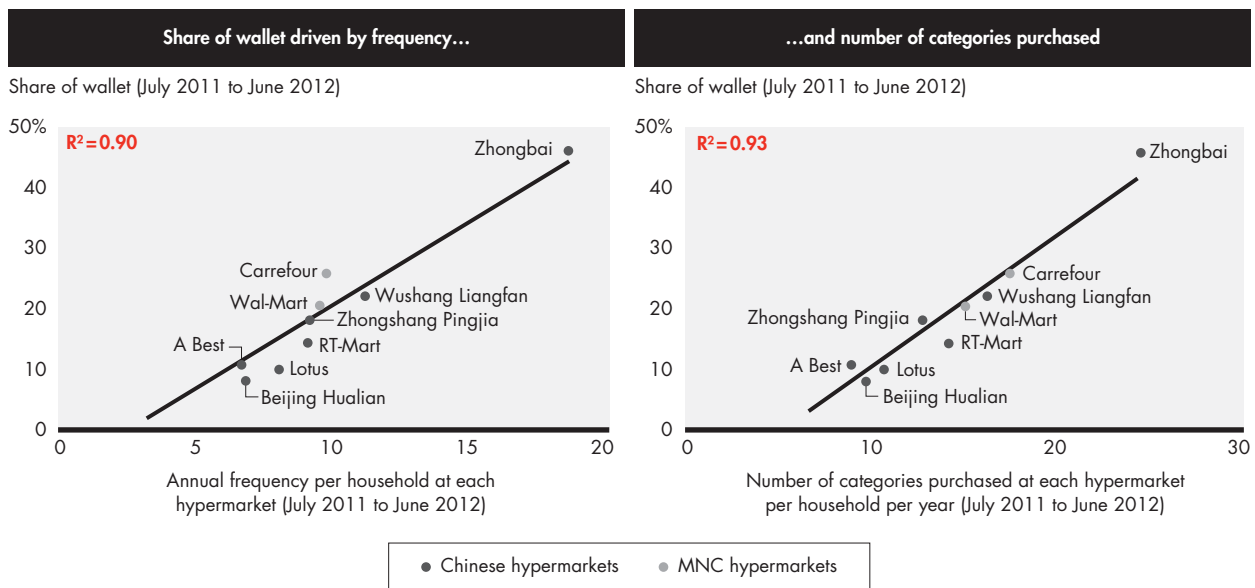 Share of wallet driven by frequency…
Share of wallet (July 2011 to June 2012)
50%
R²=0.90
Zhongbai
40
30
Carrefour
Wal-Mart
Wushang Liangfan
20
Zhongshang Pingjia
A Best
RT-Mart
10
Lotus
Beijing Hualian
0
0 5 10 15 20
Annual frequency per household at each
hypermarket (July 2011 to June 2012)
…and number of categories purchased
Share of wallet (July 2011 to June 2012)
50%
R²=0.93
Zhongbai
40
30
Carrefour
Wushang Liangfan
20
Zhongshang Pingjia
Wal-Mart
RT-Mart
A Best
10
Lotus
Beijing Hualian
0
0 10 20 30
Number of categories purchased at each hypermarket
per household per year (July 2011 to June 2012)
Chinese hypermarkets MNC hypermarkets